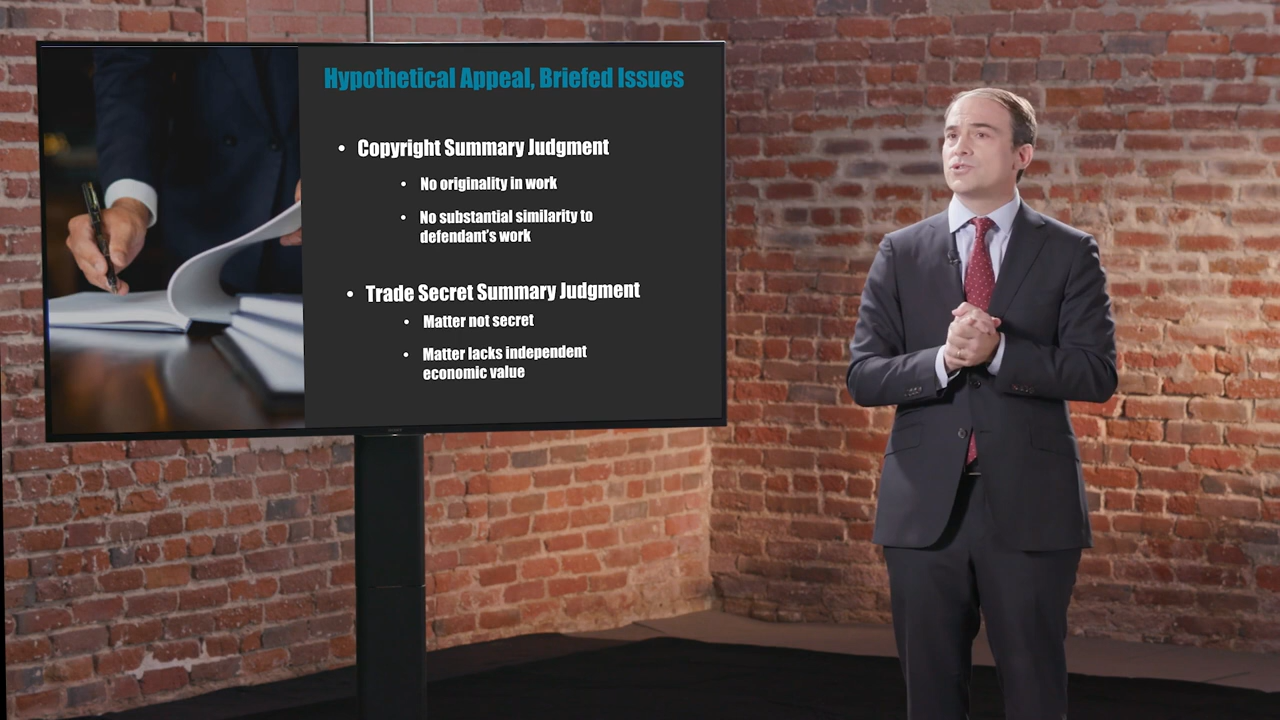 Hypothetical Appeal, Briefed Issues
• Copyright Summary Judgment
• No originality in work
• No substantial similarity to
defendant's work
• Trade Secret Summary Judgment
• Matter not secret
• Matter lacks independent
economic value